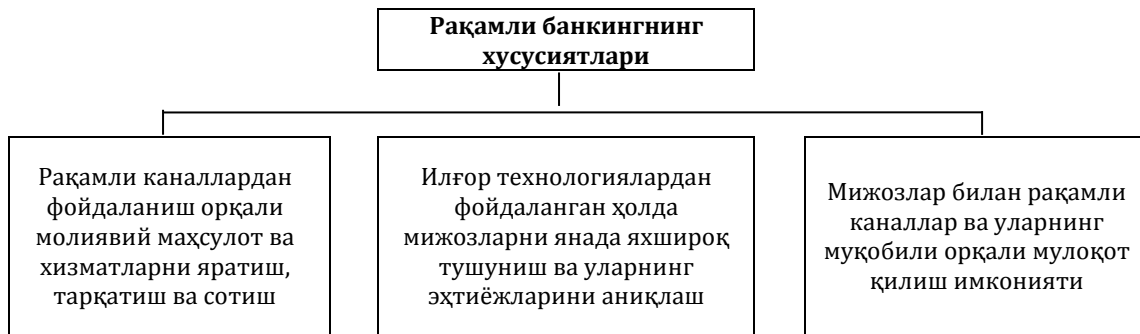 Рақамли банкингнинг
хусусиятлари
Рақамли каналлардан
фойдаланиш орқали
молиявий маҳсулот ва
хизматларни яратиш,
тарқатиш ва сотиш
Илғор технологиялардан
фойдаланган ҳолда
мижозларни янада яхшироқ
тушуниш ва уларнинг
эҳтиёжларини аниқлаш
Мижозлар билан рақамли
каналлар ва уларнинг
муқобили орқали мулоқот
қилиш имконияти